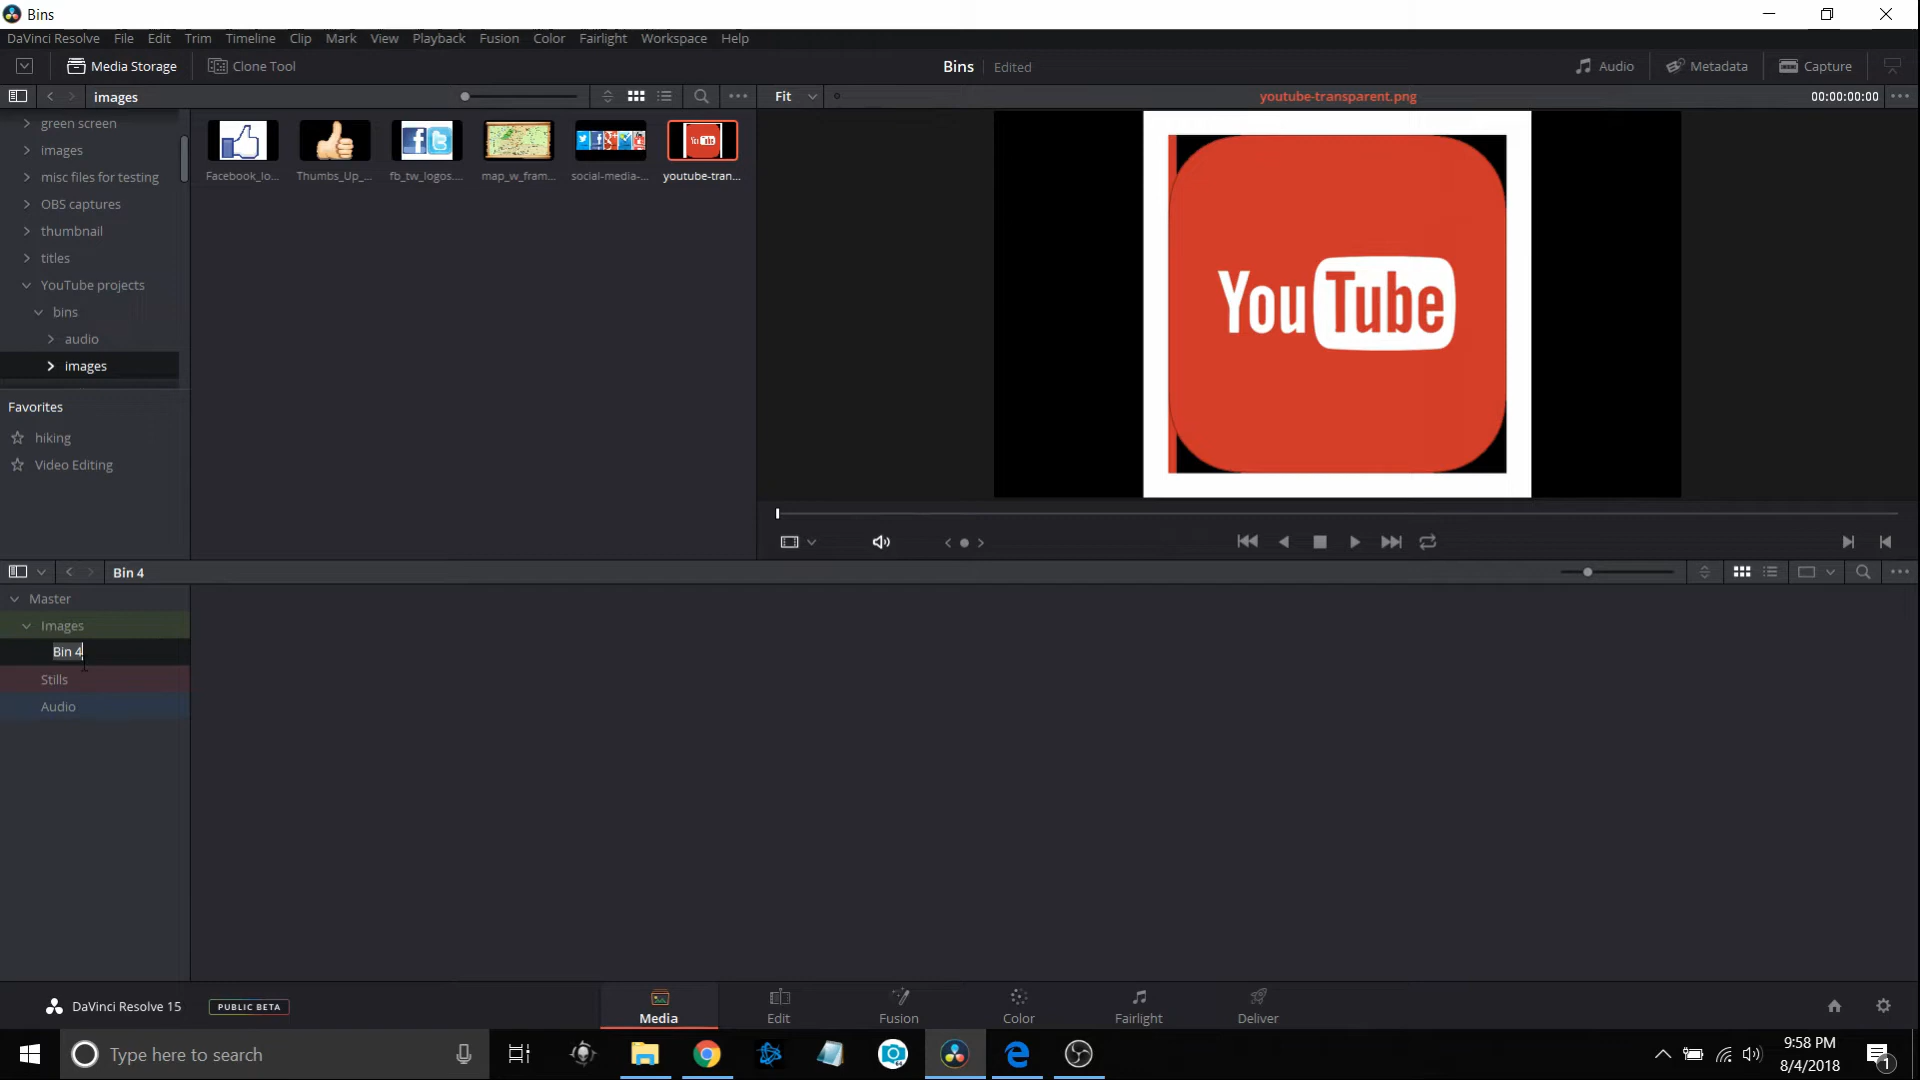 Bins
DaVinci Resolve File Edit Trim Timeline Clip Mark View Playback Fusion Color Fairlight Workspace Help
Media Storage Clone Tool Bins Edited Audio Metadata Capture
images Fit youtube-transparent.png 00:00:00:00
green screen
images
misc files for testing
OBS captures
thumbnail
titles
YouTube projects
bins
audio
images
Facebook_lo... Thumbs_Up_... fb_tw_logos.... map_w_fram... social-media-... youtube-tran...
You Tube
Favorites
hiking
Video Editing
Bin 4
Master
Images
Bin 4
Stills
Audio
DaVinci Resolve 15 PUBLIC BETA
Media Edit Fusion Color Fairlight Deliver
Type here to search
9:58 PM
8/4/2018
1